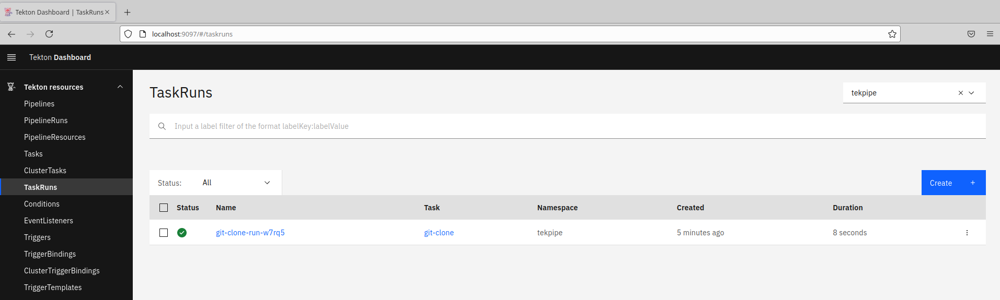 Tekton Dashboard | TaskRuns
localhost:9097/#/taskruns
Tekton Dashboard
Tekton resources
Pipelines
PipelineRuns
PipelineResources
Tasks
ClusterTasks
TaskRuns
Conditions
EventListeners
Triggers
TriggerBindings
ClusterTriggerBindings
TriggerTemplates
TaskRuns
tekpipe
Input a label filter of the format labelKey:labelValue
Status: All
Create +
Status Name Task Namespace Created Duration
git-clone-run-w7rq5 git-clone tekpipe 5 minutes ago 8 seconds